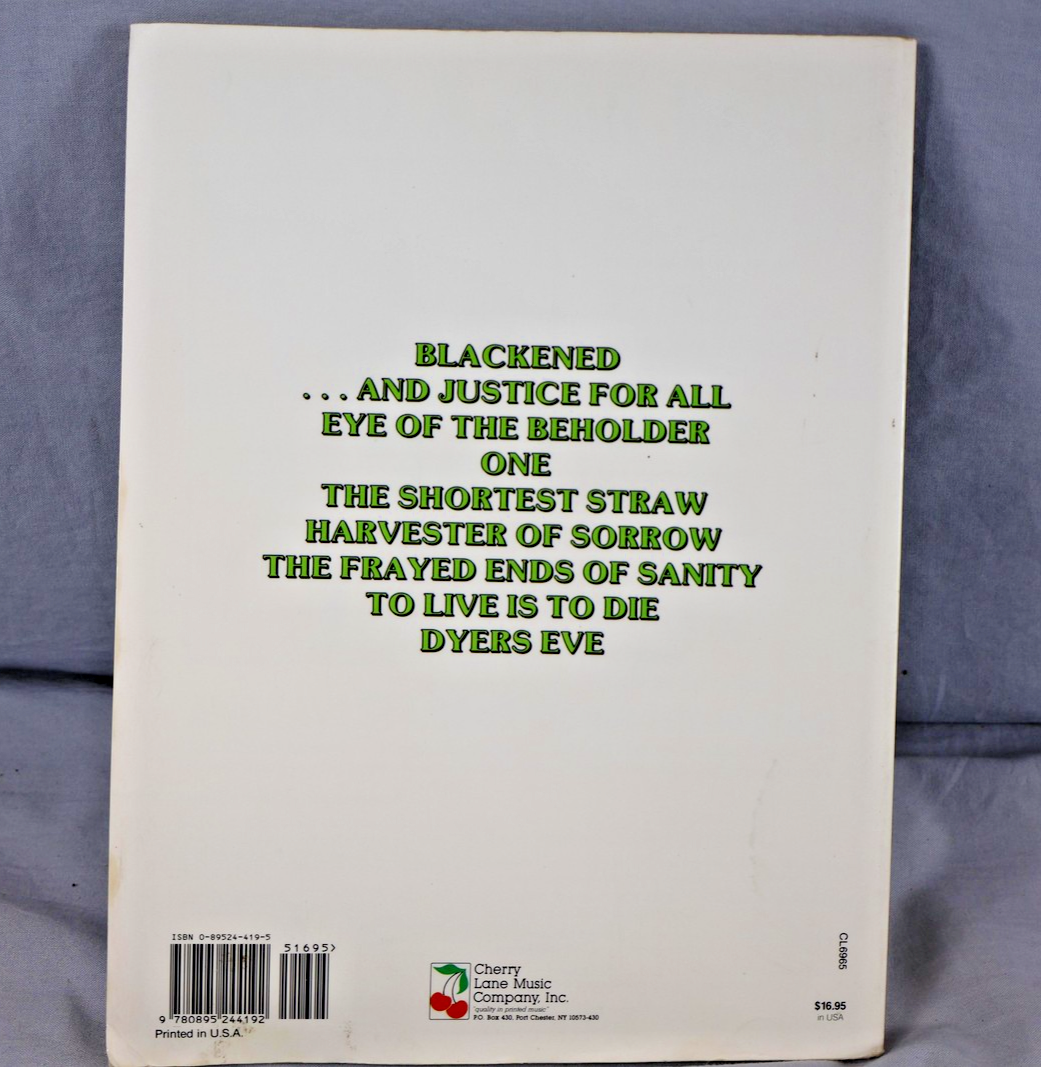 BLACKENED
. . . AND JUSTICE FOR ALL
EYE OF THE BEHOLDER
ONE
THE SHORTEST STRAW
HARVESTER OF SORROW
THE FRAYED ENDS OF SANITY
TO LIVE IS TO DIE
DYERS EVE
ISBN 0-89524-419-5
51695>
9 780895 244192
Printed in U.S.A.
Cherry
Lane Music
Company, Inc.
"quality in printed music"
P.O. Box 430, Port Chester, NY 10573-430
CL6965
$16.95
in USA